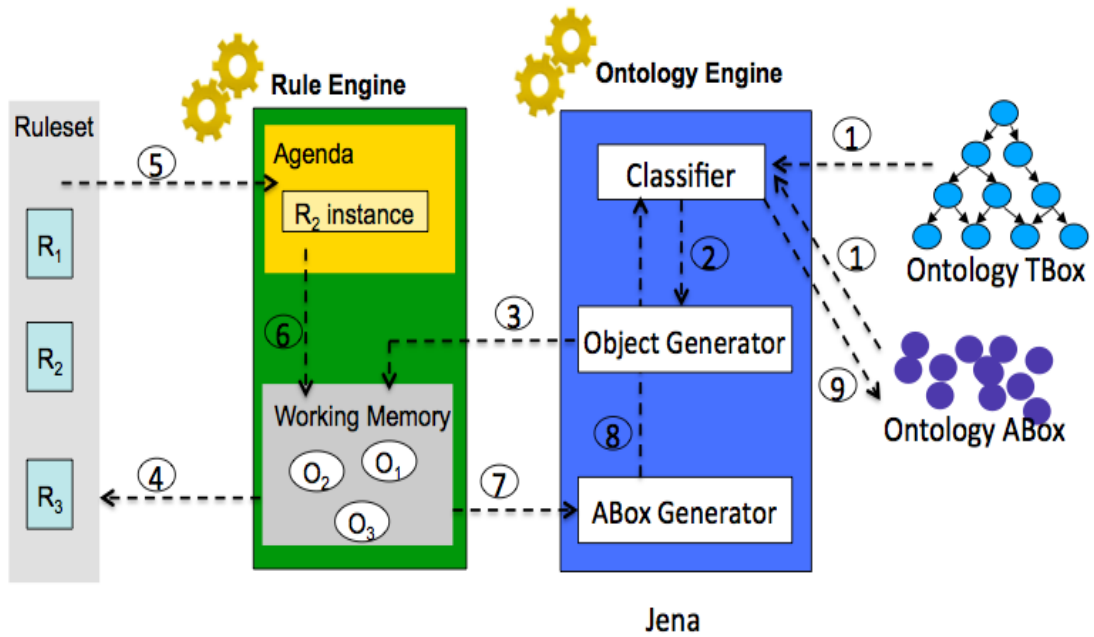 Rule Engine
Ontology Engine
Ruleset
R1
R2
R3
5
Agenda
R2 instance
6
Working Memory
O2
O1
O3
4
3
7
Classifier
2
Object Generator
8
ABox Generator
1
1
9
Ontology TBox
Ontology ABox
Jena